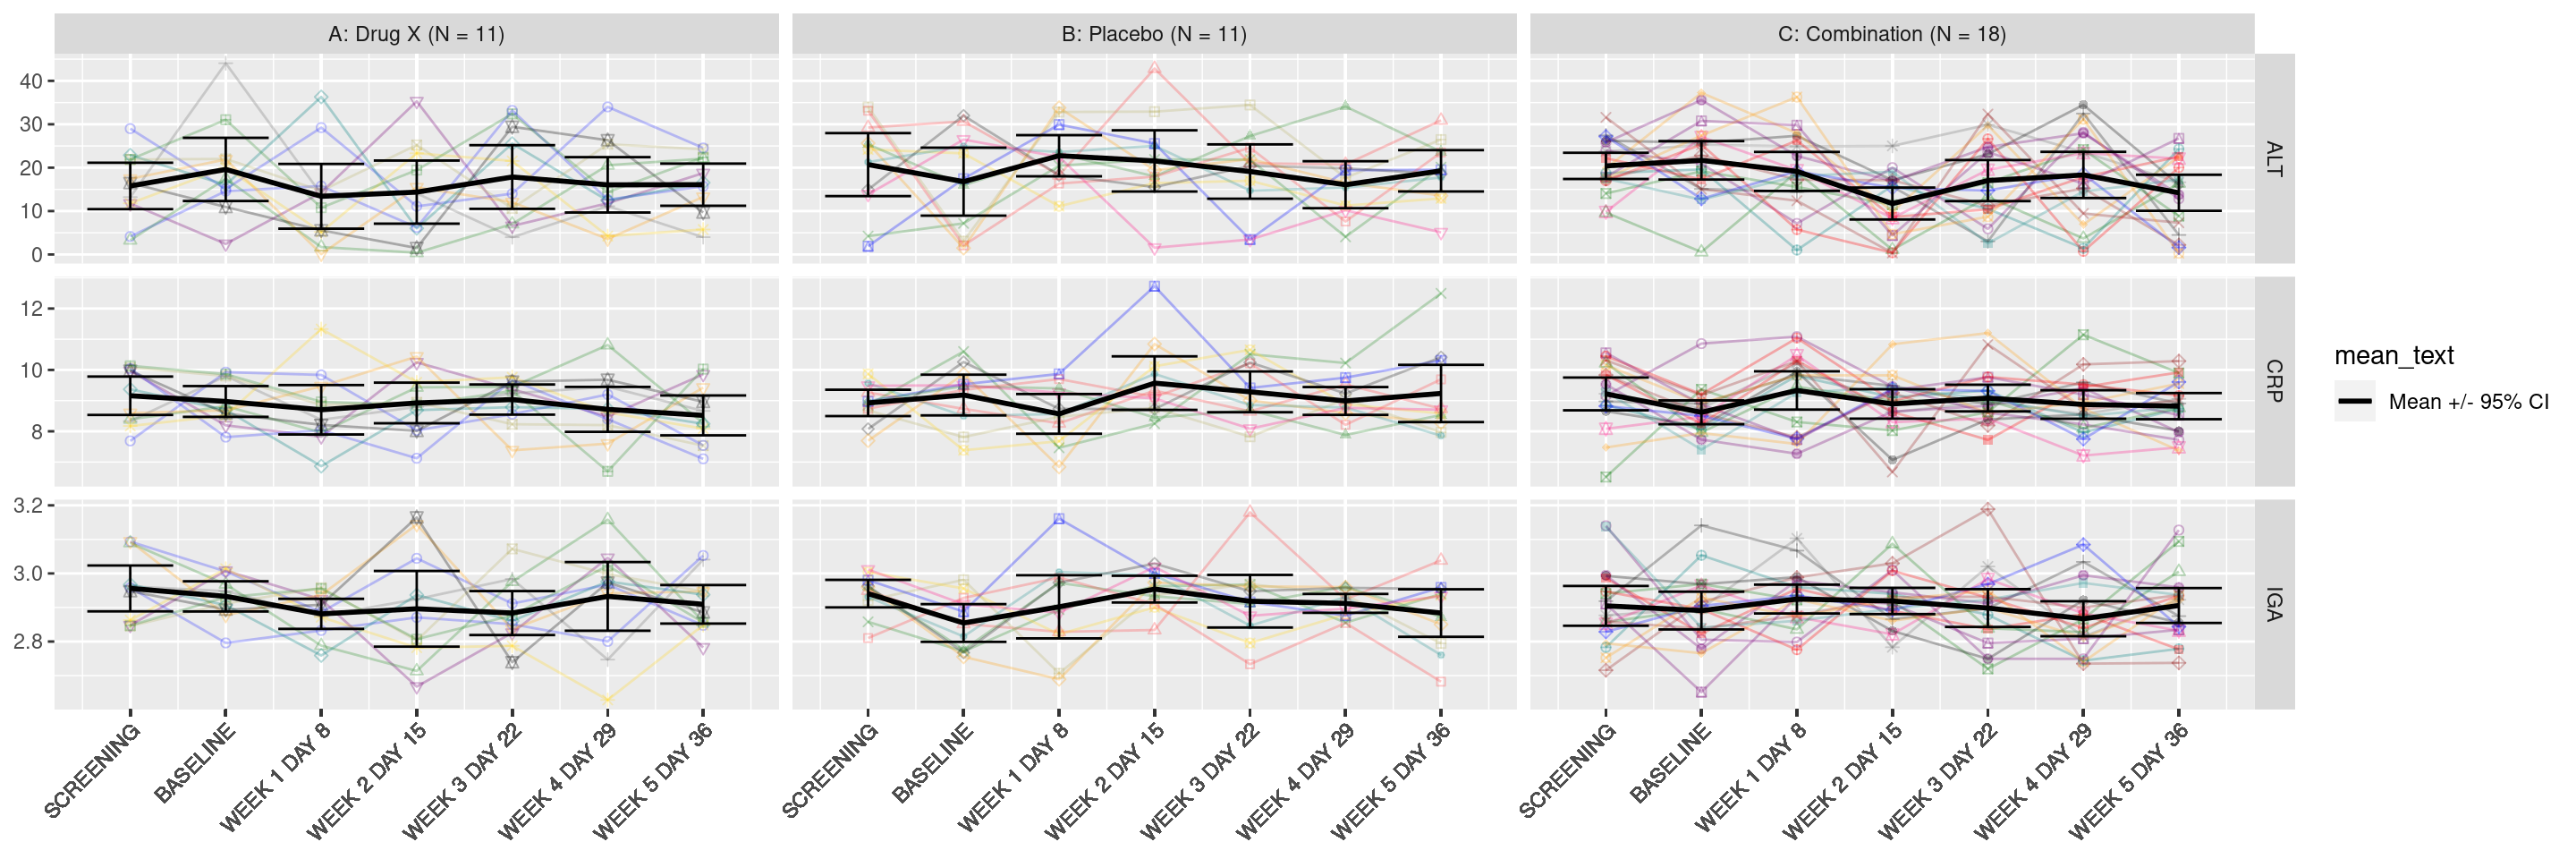 A: Drug X (N = 11)
B: Placebo (N = 11)
C: Combination (N = 18)
40
30
20
10
0
ALT
12
10
8
CRP
3.2
3.0
2.8
IGA
mean_text
Mean +/- 95% CI
SCREENING
BASELINE
WEEK 1 DAY 8
WEEK 2 DAY 15
WEEK 3 DAY 22
WEEK 4 DAY 29
WEEK 5 DAY 36
SCREENING
BASELINE
WEEK 1 DAY 8
WEEK 2 DAY 15
WEEK 3 DAY 22
WEEK 4 DAY 29
WEEK 5 DAY 36
SCREENING
BASELINE
WEEK 1 DAY 8
WEEK 2 DAY 15
WEEK 3 DAY 22
WEEK 4 DAY 29
WEEK 5 DAY 36